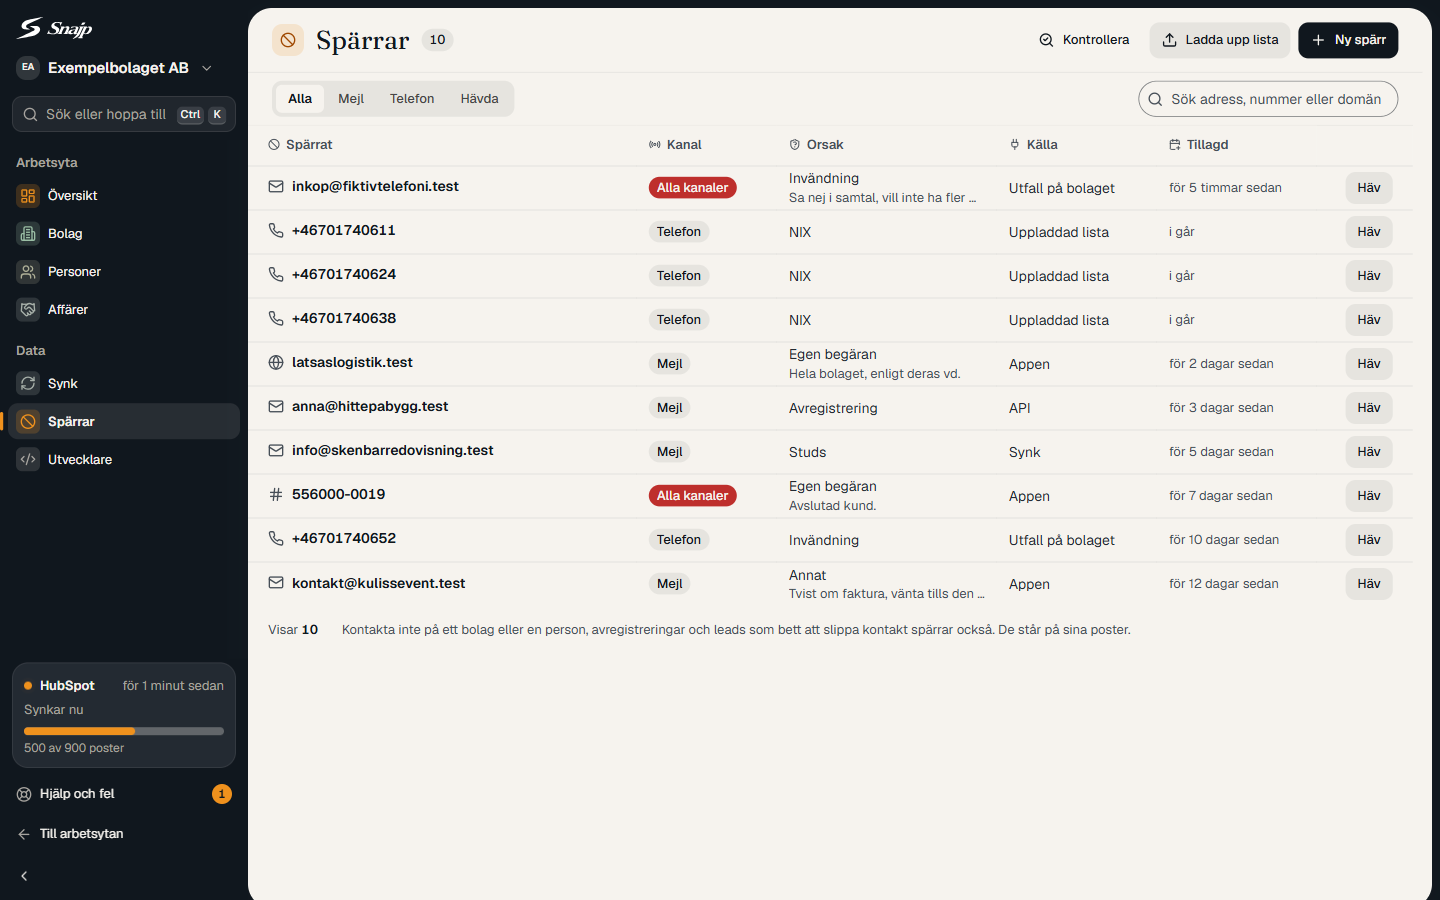 Snajp
EA Exempelbolaget AB
Sök eller hoppa till Ctrl K
Arbetsyta
Översikt
Bolag
Personer
Affärer
Data
Synk
Spärrar
Utvecklare
HubSpot för 1 minut sedan
Synkar nu
500 av 900 poster
Hjälp och fel 1
Till arbetsytan
Spärrar 10
Kontrollera
Ladda upp lista
Ny spärr
Alla Mejl Telefon Hävda
Sök adress, nummer eller domän
Spärrat Kanal Orsak Källa Tillagd
inkop@fiktivtelefoni.test Alla kanaler Invändning Utfall på bolaget för 5 timmar sedan Häv
Sa nej i samtal, vill inte ha fler ...
+46701740611 Telefon NIX Uppladdad lista i går Häv
+46701740624 Telefon NIX Uppladdad lista i går Häv
+46701740638 Telefon NIX Uppladdad lista i går Häv
latsaslogistik.test Mejl Egen begäran Appen för 2 dagar sedan Häv
Hela bolaget, enligt deras vd.
anna@hittepabygg.test Mejl Avregistrering API för 3 dagar sedan Häv
info@skenbarredovisning.test Mejl Studs Synk för 5 dagar sedan Häv
556000-0019 Alla kanaler Egen begäran Appen för 7 dagar sedan Häv
Avslutad kund.
+46701740652 Telefon Invändning Utfall på bolaget för 10 dagar sedan Häv
kontakt@kulissevent.test Mejl Annat Appen för 12 dagar sedan Häv
Tvist om faktura, vänta tills den ...
Visar 10 Kontakta inte på ett bolag eller en person, avregistreringar och leads som bett att slippa kontakt spärrar också. De står på sina poster.